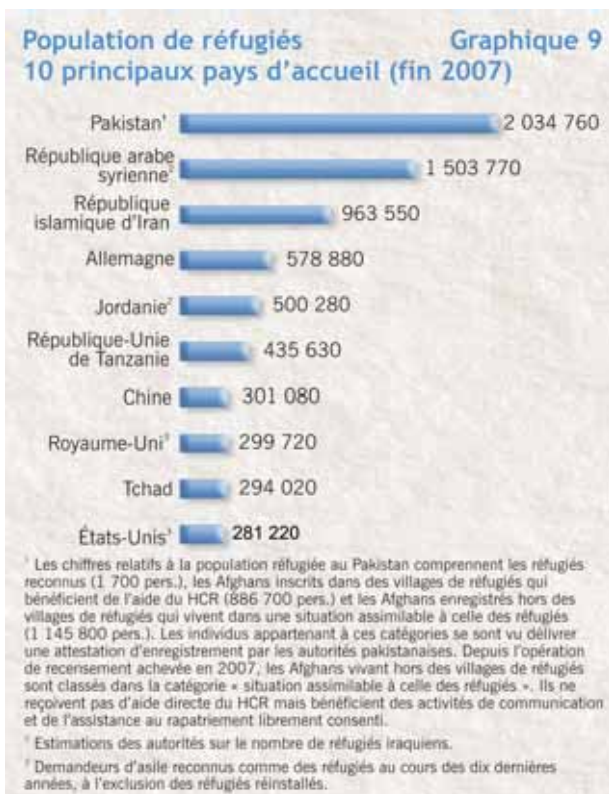 Population de réfugiés Graphique 9
10 principaux pays d'accueil (fin 2007)
Pakistan¹ 2 034 760
République arabe
syrienne² 1 503 770
République
islamique d'Iran 963 550
Allemagne 578 880
Jordanie² 500 280
République-Unie
de Tanzanie 435 630
Chine 301 080
Royaume-Uni³ 299 720
Tchad 294 020
États-Unis³ 281 220
¹ Les chiffres relatifs à la population réfugiée au Pakistan comprennent les réfugiés
reconnus (1 700 pers.), les Afghans inscrits dans des villages de réfugiés qui
bénéficient de l'aide du HCR (886 700 pers.) et les Afghans enregistrés hors des
villages de réfugiés qui vivent dans une situation assimilable à celle des réfugiés
(1 145 800 pers.). Les individus appartenant à ces catégories se sont vu délivrer
une attestation d'enregistrement par les autorités pakistanaises. Depuis l'opération
de recensement achevée en 2007, les Afghans vivant hors des villages de réfugiés
sont classés dans la catégorie « situation assimilable à celle des réfugiés ». Ils ne
reçoivent pas d'aide directe du HCR mais bénéficient des activités de communication
et de l'assistance au rapatriement librement consenti.
² Estimations des autorités sur le nombre de réfugiés iraquiens.
³ Demandeurs d'asile reconnus comme des réfugiés au cours des dix dernières
années, à l'exclusion des réfugiés réinstallés.